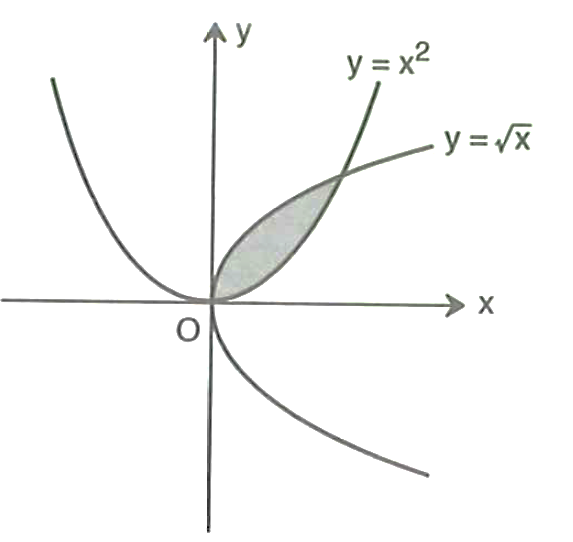 y
y = x²
y = √x
x
O